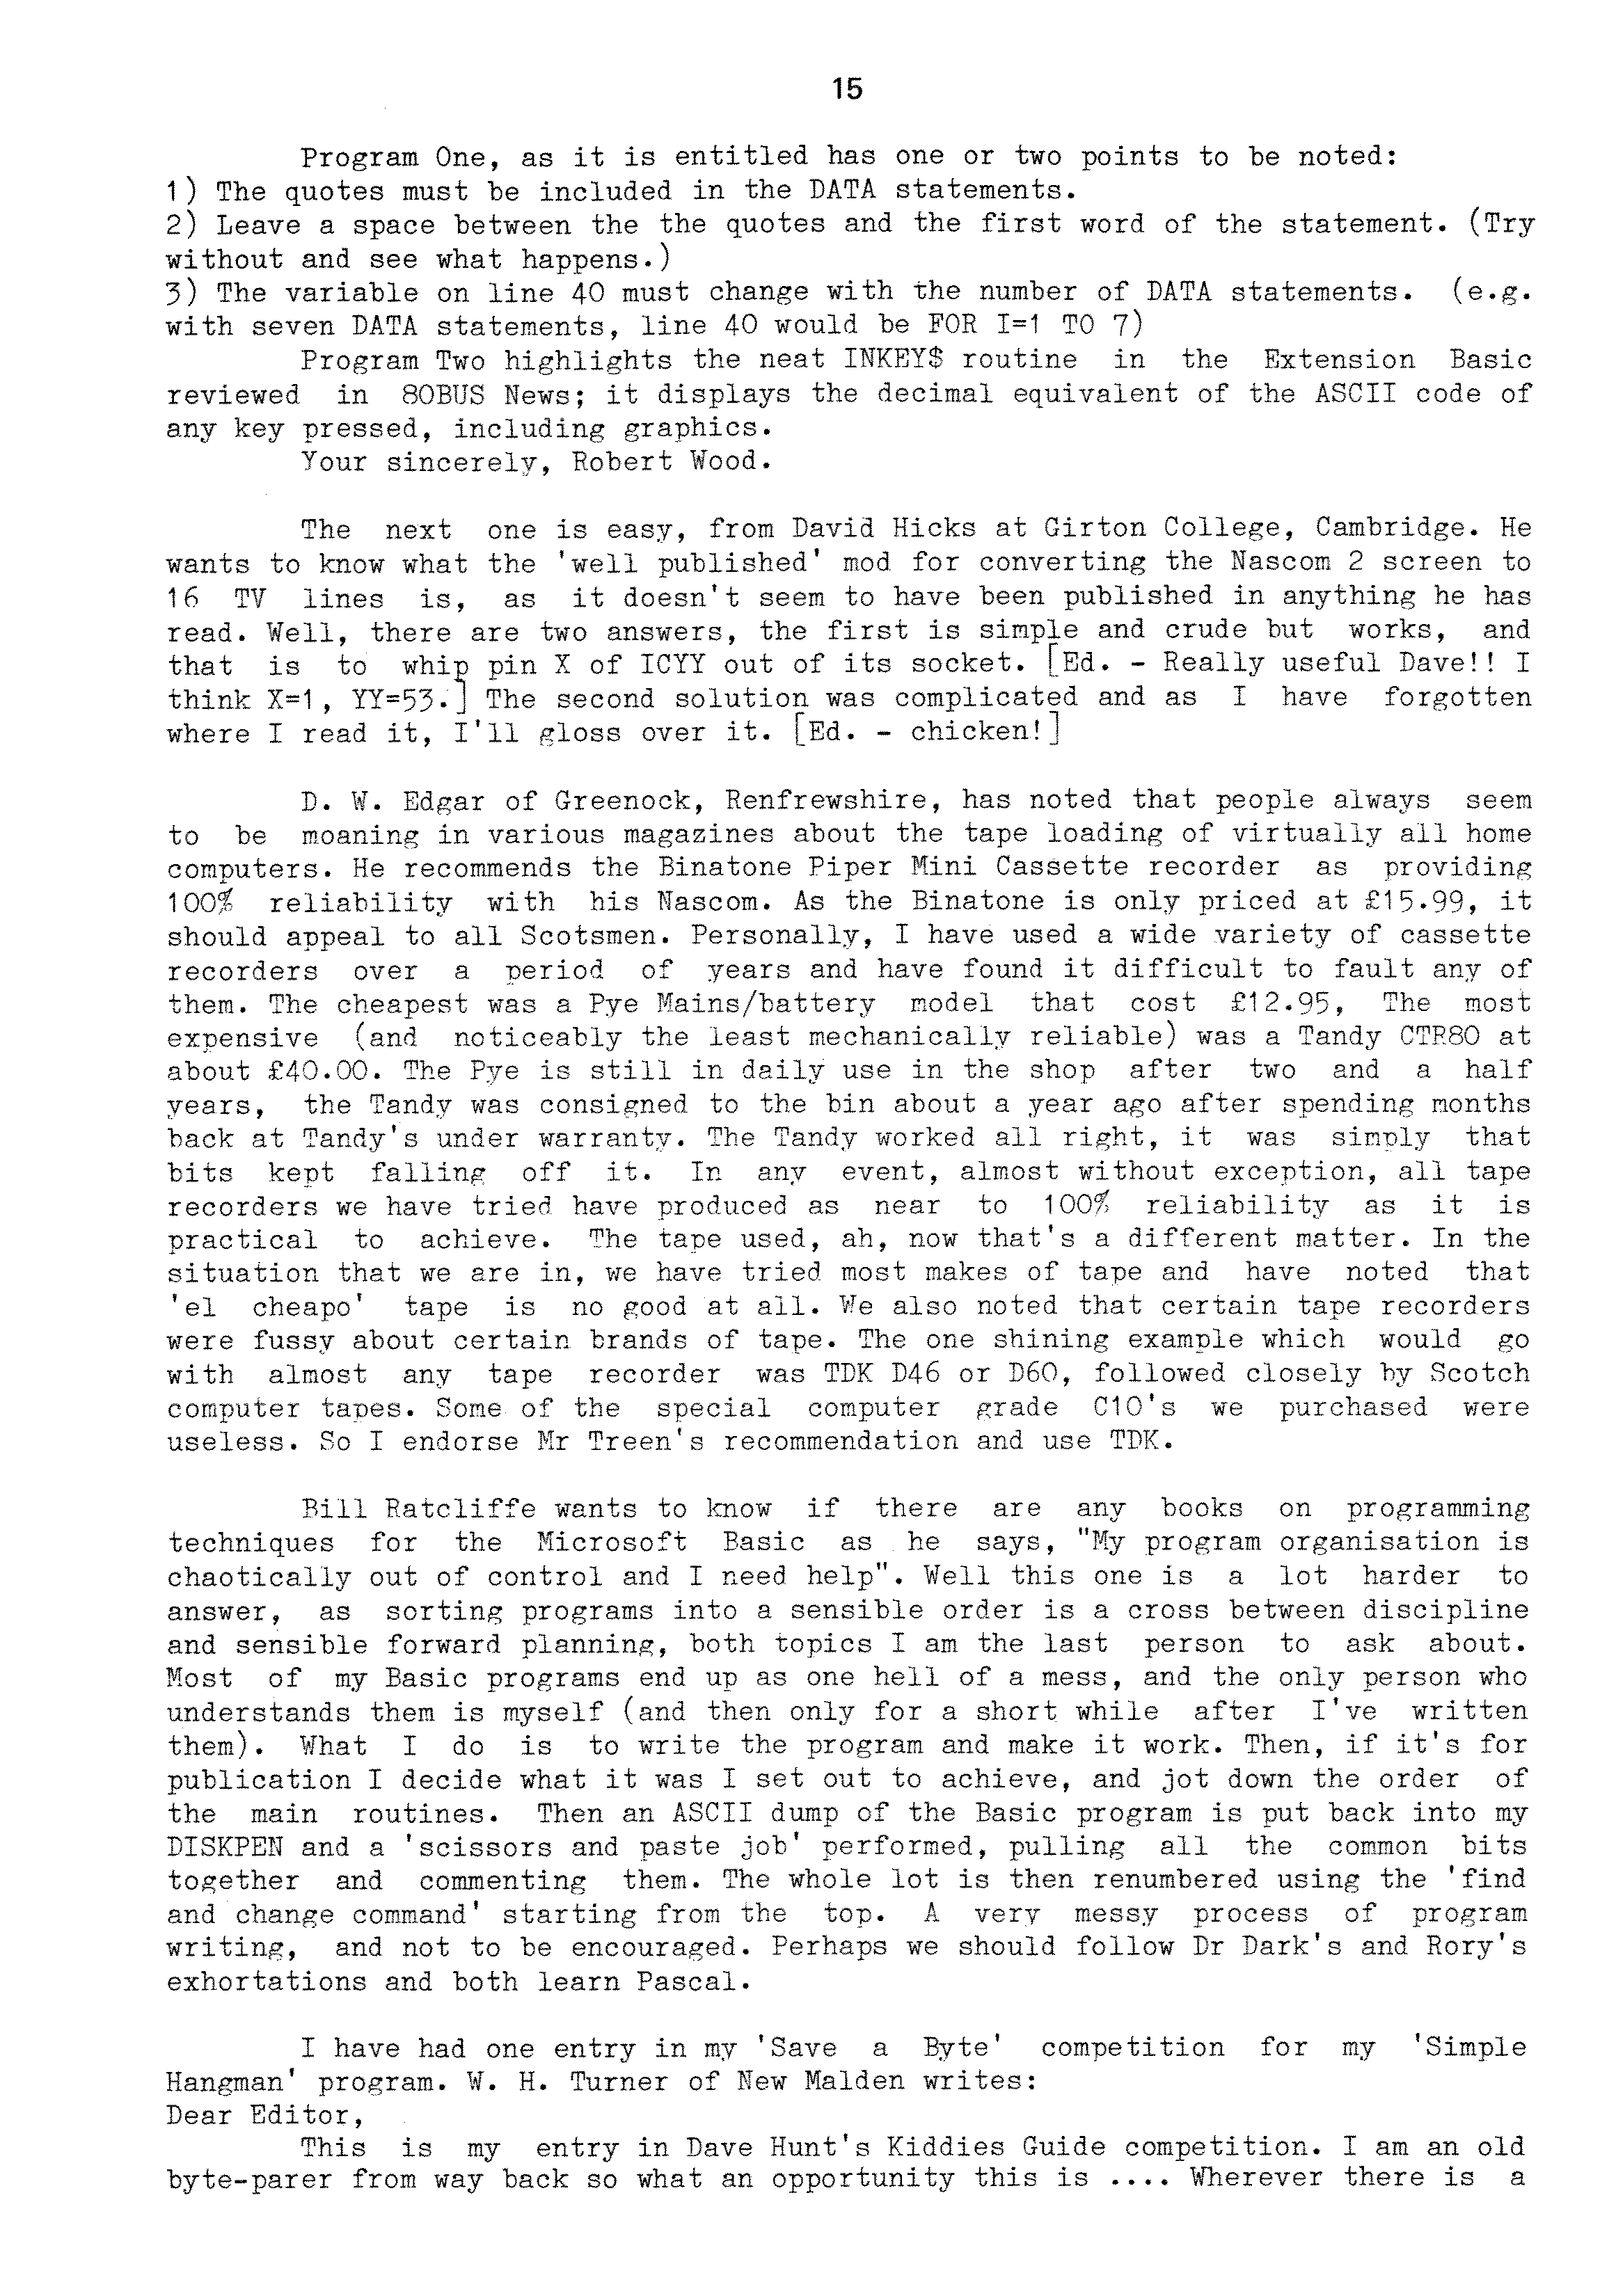 15
Program One, as it is entitled has one or two points to be noted:
1) The quotes must be included in the DATA statements.
2) Leave a space between the the quotes and the first word of the statement. (Try
without and see what happens.)
3) The variable on line 40 must change with the number of DATA statements. (e.g.
with seven DATA statements, line 40 would be FOR I=1 TO 7)
Program Two highlights the neat INKEY$ routine in the Extension Basic
reviewed in 80BUS News; it displays the decimal equivalent of the ASCII code of
any key pressed, including graphics.
Your sincerely, Robert Wood.
The next one is easy, from David Hicks at Girton College, Cambridge. He
wants to know what the 'well published' mod for converting the Nascom 2 screen to
16 TV lines is, as it doesn't seem to have been published in anything he has
read. Well, there are two answers, the first is simple and crude but works, and
that is to whip pin X of ICYY out of its socket. [Ed. - Really useful Dave!! I
think X=1, YY=53.] The second solution was complicated and as I have forgotten
where I read it, I'll gloss over it. [Ed. - chicken!]
D. W. Edgar of Greenock, Renfrewshire, has noted that people always seem
to be moaning in various magazines about the tape loading of virtually all home
computers. He recommends the Binatone Piper Mini Cassette recorder as providing
100% reliability with his Nascom. As the Binatone is only priced at £15.99, it
should appeal to all Scotsmen. Personally, I have used a wide variety of cassette
recorders over a period of years and have found it difficult to fault any of
them. The cheapest was a Pye Mains/battery model that cost £12.95, The most
expensive (and noticeably the least mechanically reliable) was a Tandy CTR80 at
about £40.00. The Pye is still in daily use in the shop after two and a half
years, the Tandy was consigned to the bin about a year ago after spending months
back at Tandy's under warranty. The Tandy worked all right, it was simply that
bits kept falling off it. In any event, almost without exception, all tape
recorders we have tried have produced as near to 100% reliability as it is
practical to achieve. The tape used, ah, now that's a different matter. In the
situation that we are in, we have tried most makes of tape and have noted that
'el cheapo' tape is no good at all. We also noted that certain tape recorders
were fussy about certain brands of tape. The one shining example which would go
with almost any tape recorder was TDK D46 or D60, followed closely by Scotch
computer tapes. Some of the special computer grade C10's we purchased were
useless. So I endorse Mr Treen's recommendation and use TDK.
Bill Ratcliffe wants to know if there are any books on programming
techniques for the Microsoft Basic as he says, "My program organisation is
chaotically out of control and I need help". Well this one is a lot harder to
answer, as sorting programs into a sensible order is a cross between discipline
and sensible forward planning, both topics I am the last person to ask about.
Most of my Basic programs end up as one hell of a mess, and the only person who
understands them is myself (and then only for a short while after I've written
them). What I do is to write the program and make it work. Then, if it's for
publication I decide what it was I set out to achieve, and jot down the order of
the main routines. Then an ASCII dump of the Basic program is put back into my
DISKPEN and a 'scissors and paste job' performed, pulling all the common bits
together and commenting them. The whole lot is then renumbered using the 'find
and change command' starting from the top. A very messy process of program
writing, and not to be encouraged. Perhaps we should follow Dr Dark's and Rory's
exhortations and both learn Pascal.
I have had one entry in my 'Save a Byte' competition for my 'Simple
Hangman' program. W. H. Turner of New Malden writes:
Dear Editor,
This is my entry in Dave Hunt's Kiddies Guide competition. I am an old
byte-parer from way back so what an opportunity this is .... Wherever there is a